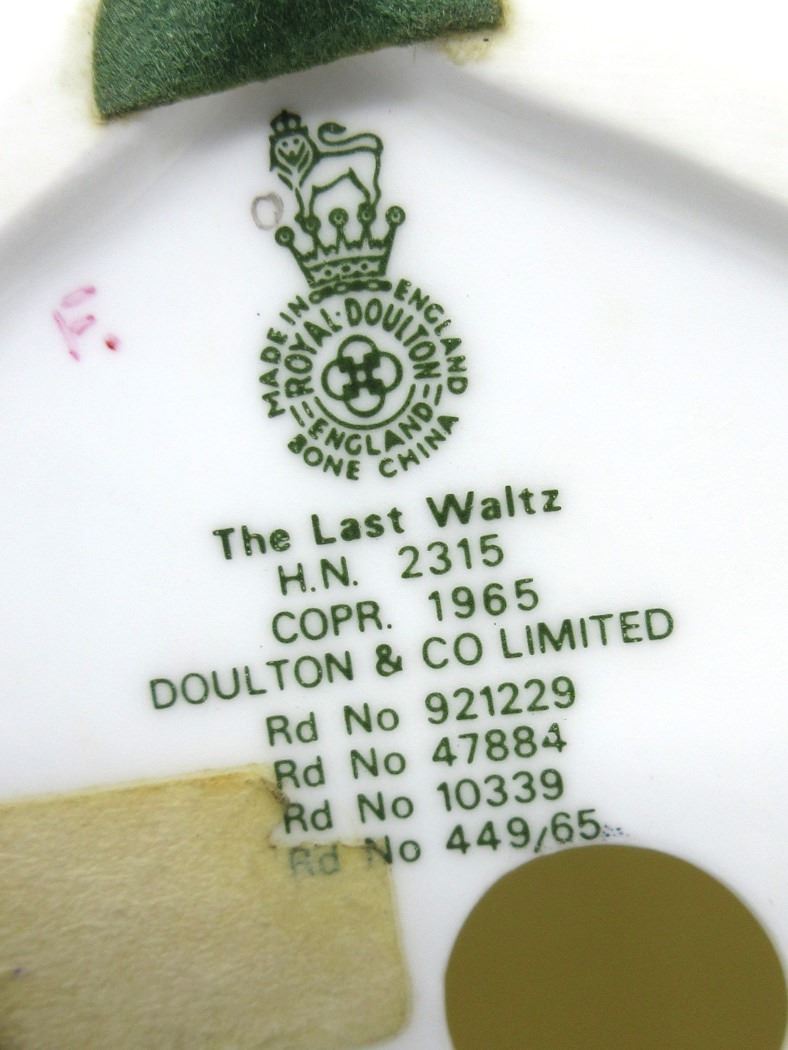 MADE IN ENGLAND
ROYAL·DOULTON
ENGLAND
BONE CHINA
The Last Waltz
H.N. 2315
COPR. 1965
DOULTON & CO LIMITED
Rd No 921229
Rd No 47884
Rd No 10339
Rd No 449/65